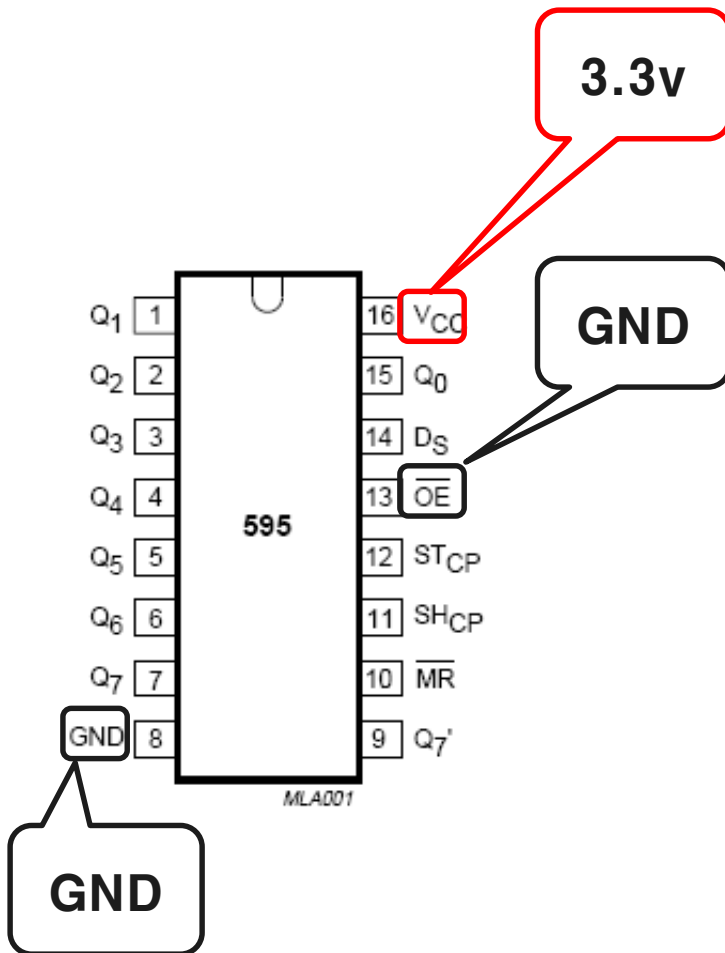 3.3v
GND
Q1 1 16 VCC
Q2 2 15 Q0
Q3 3 14 DS
Q4 4 13 OE
595
Q5 5 12 STCP
Q6 6 11 SHCP
Q7 7 10 MR
GND 8 9 Q7'
MLA001
GND